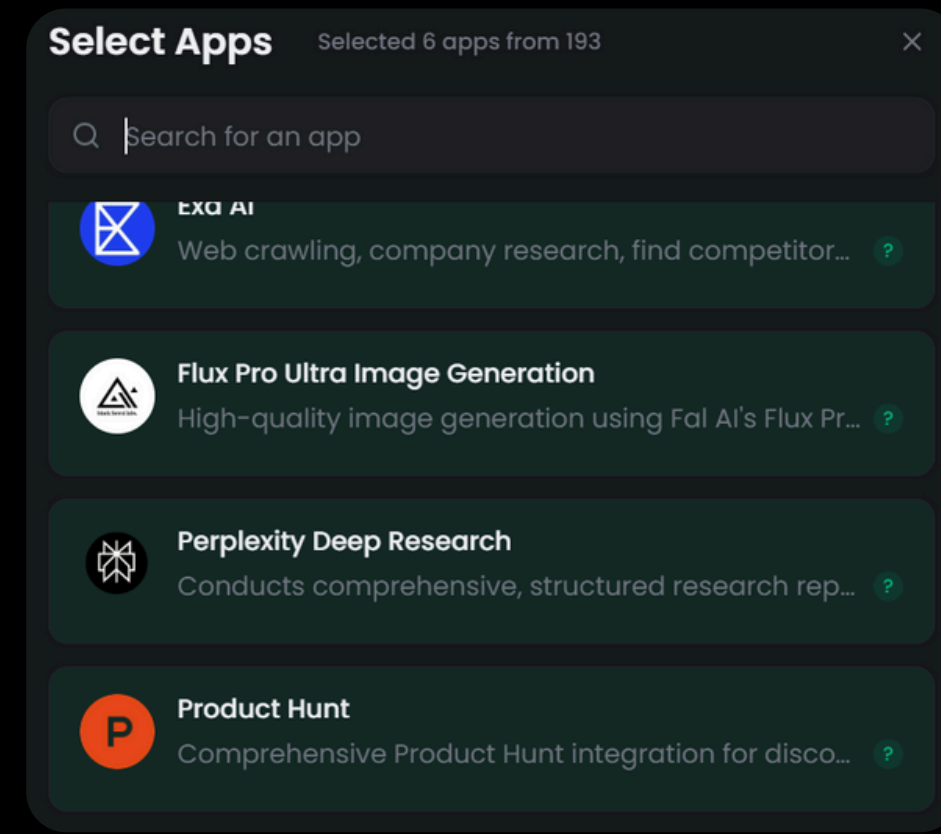 Select Apps Selected 6 apps from 193
Search for an app
Exa AI
Web crawling, company research, find competitor...
?
Flux Pro Ultra Image Generation
High-quality image generation using Fal AI's Flux Pr...
?
Perplexity Deep Research
Conducts comprehensive, structured research rep...
?
P
Product Hunt
Comprehensive Product Hunt integration for disco...
?